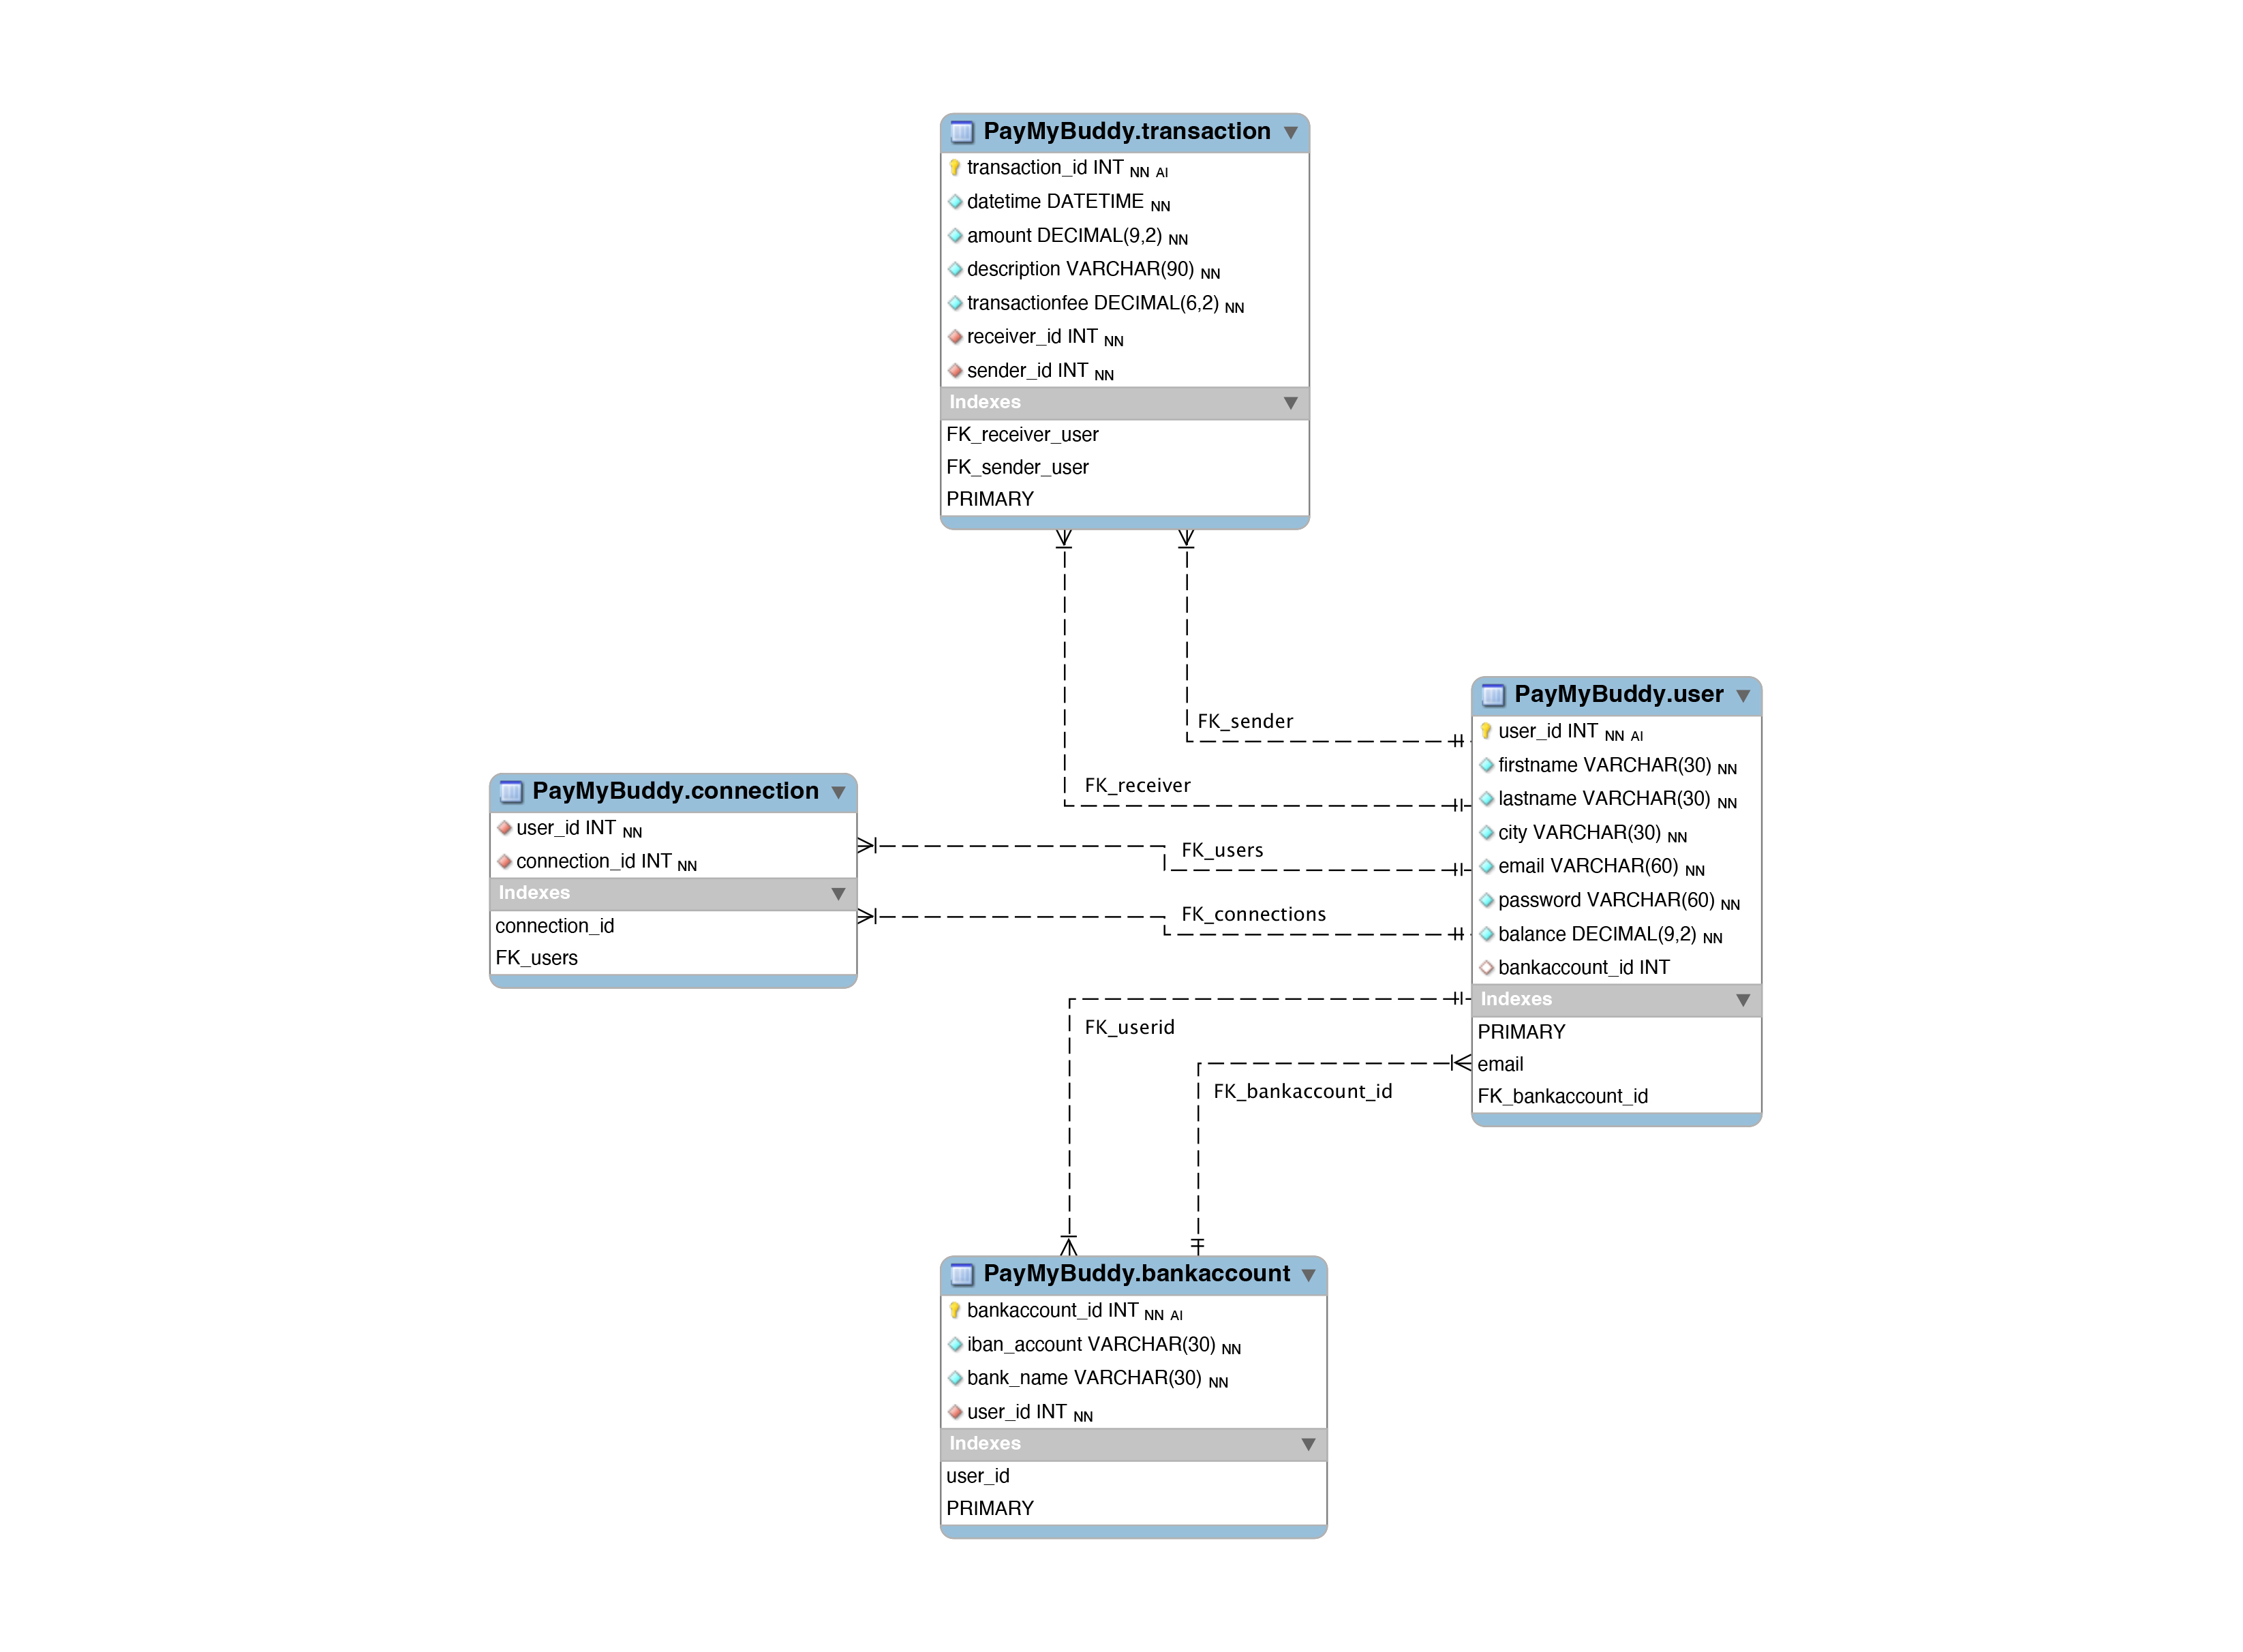 PayMyBuddy.transaction
transaction_id INT NN AI
datetime DATETIME NN
amount DECIMAL(9,2) NN
description VARCHAR(90) NN
transactionfee DECIMAL(6,2) NN
receiver_id INT NN
sender_id INT NN
Indexes
FK_receiver_user
FK_sender_user
PRIMARY
FK_sender
FK_receiver
PayMyBuddy.connection
user_id INT NN
connection_id INT NN
Indexes
connection_id
FK_users
FK_users
FK_connections
PayMyBuddy.user
user_id INT NN AI
firstname VARCHAR(30) NN
lastname VARCHAR(30) NN
city VARCHAR(30) NN
email VARCHAR(60) NN
password VARCHAR(60) NN
balance DECIMAL(9,2) NN
bankaccount_id INT
Indexes
PRIMARY
email
FK_bankaccount_id
FK_userid
FK_bankaccount_id
PayMyBuddy.bankaccount
bankaccount_id INT NN AI
iban_account VARCHAR(30) NN
bank_name VARCHAR(30) NN
user_id INT NN
Indexes
user_id
PRIMARY